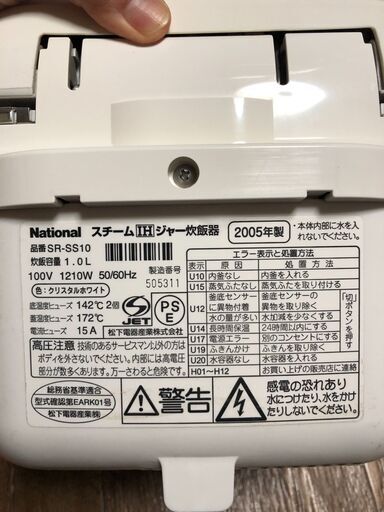 National スチームIHジャー炊飯器 2005年製
・本体内部に水を入れないでください。
品番 SR-SS10
炊飯容量 1.0L
100V 1210W 50/60Hz
製造番号
505311
色:クリスタルホワイト
底温度ヒューズ 142℃ 2個
蓋温度ヒューズ 172℃
電流ヒューズ 15A
S JET
PSE
松下電器産業株式会社
エラー表示と処置方法
表示 原因 処置方法
U10 内釜なし 内釜を入れる
U15 蒸気ふたなし 蒸気ふたを取り付ける
U12 釜底センサーに異物付着 釜底センサーの異物を取り除く
水の量が多い 水加減を少なくする
U14 長時間保温 24時間以内にする
U17 電源エラー 別のコンセントにする
U19 ふきんかけ ふきんを取り除く
U20 水容器なし 水容器を入れる
H01〜H12 お買い上げの販売店に連絡
「切」ボタンを押す
高圧注意 技術のあるサービスマン以外の方は
ボディを外さないでください。内部には高電圧
部分が数多くあります。万一さわると危険です。
総務省基準適合
型式確認第EARK01号
松下電器産業(株)
警告
感電の恐れあり
水につけたり、水をかけ
たりしないでください。